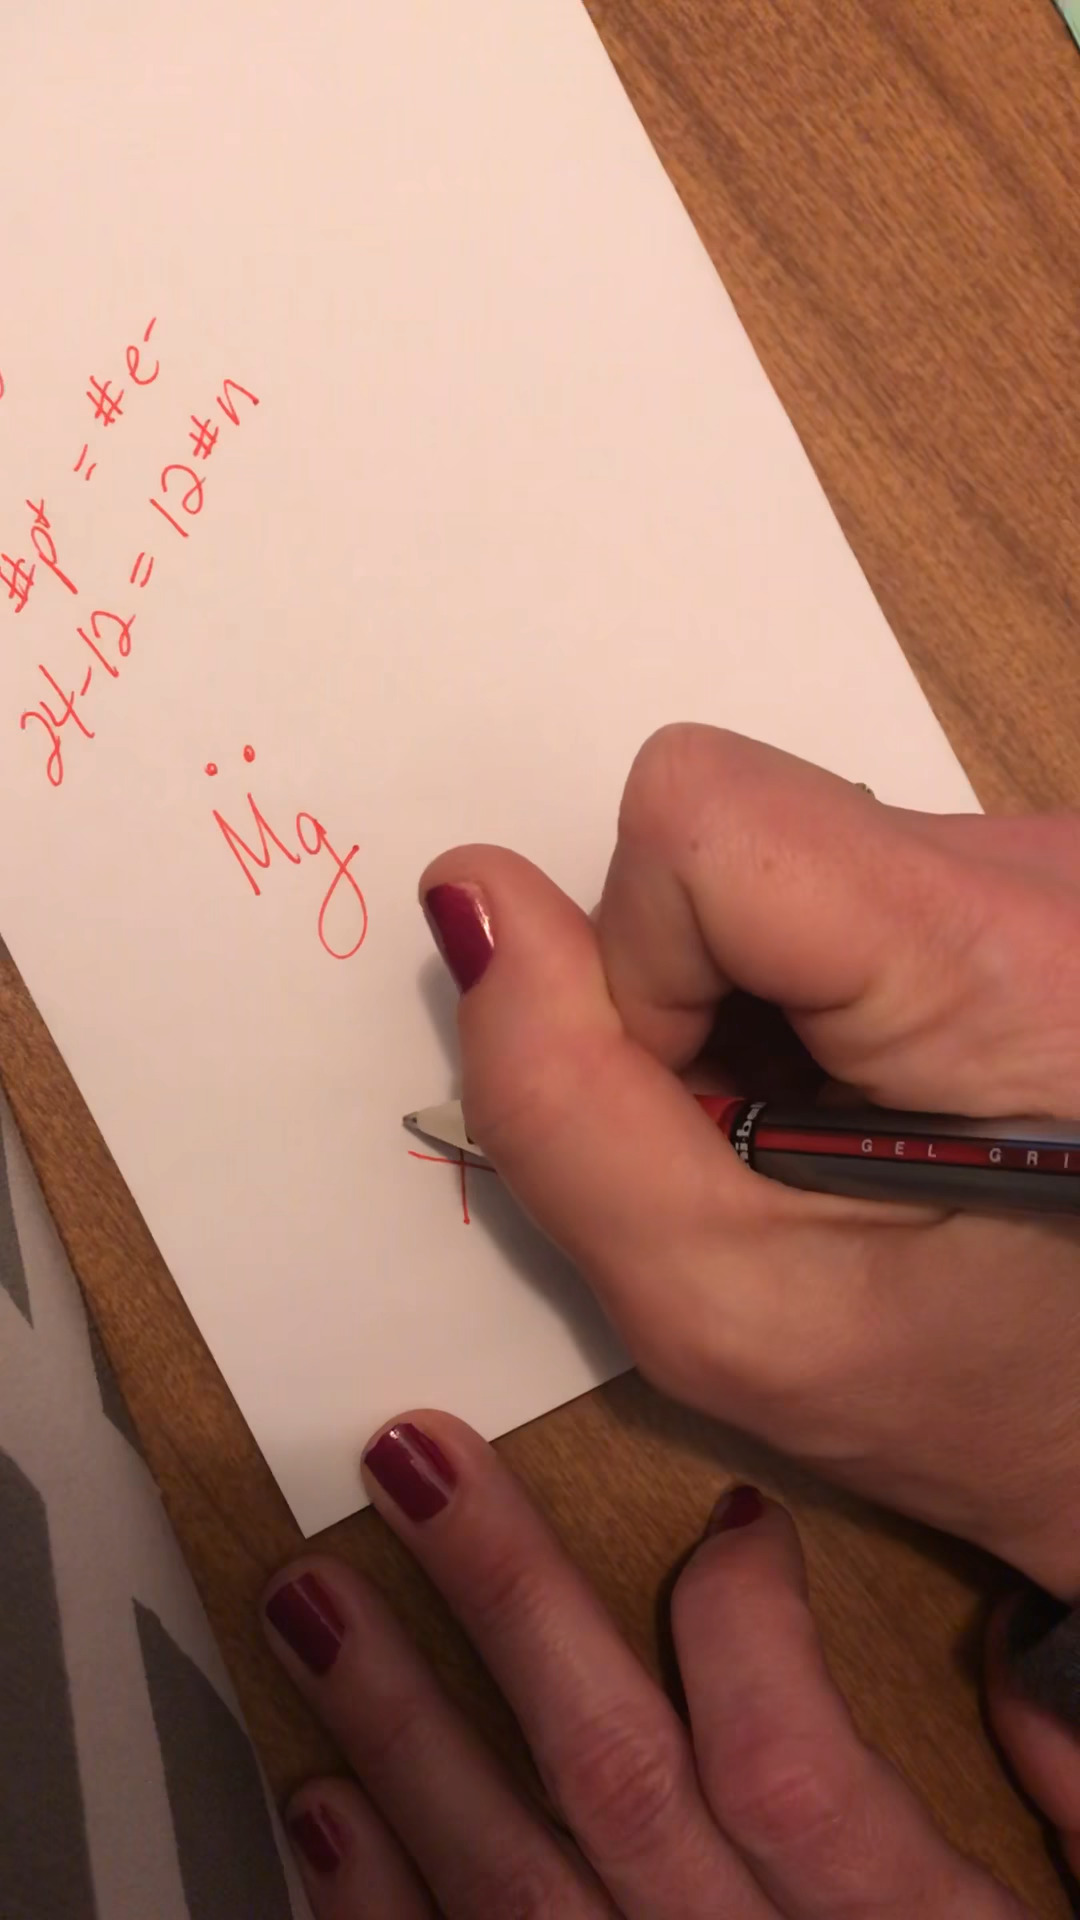 #p⁺ = #e⁻
24-12 = 12#n
Mg
GEL GRI